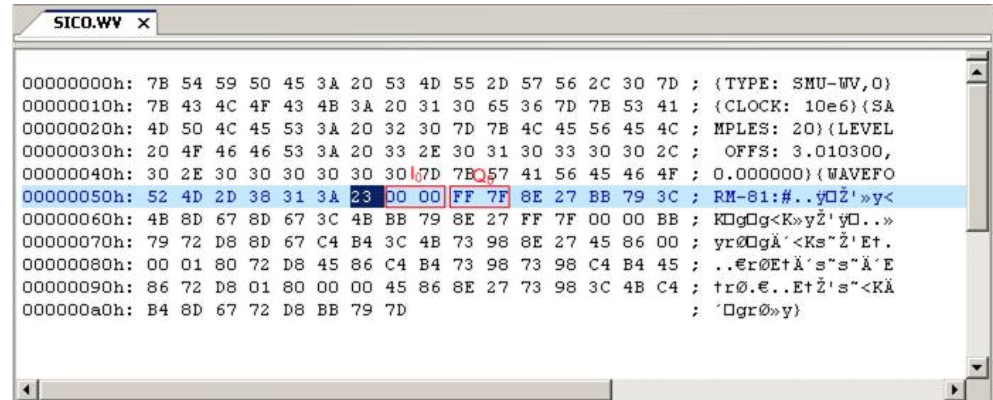 SICO.WV ×
00000000h: 7B 54 59 50 45 3A 20 53 4D 55 2D 57 56 2C 30 7D ; {TYPE: SMU-WV,0}
00000010h: 7B 43 4C 4F 43 4B 3A 20 31 30 65 36 7D 7B 53 41 ; {CLOCK: 10e6}{SA
00000020h: 4D 50 4C 45 53 3A 20 32 30 7D 7B 4C 45 56 45 4C ; MPLES: 20}{LEVEL
00000030h: 20 4F 46 46 53 3A 20 33 2E 30 31 30 33 30 30 2C ; OFFS: 3.010300,
I₀ Q₀
00000040h: 30 2E 30 30 30 30 30 30 7D 7B 57 41 56 45 46 4F ; 0.000000}{WAVEFO
00000050h: 52 4D 2D 38 31 3A 23 00 00 FF 7F 8E 27 BB 79 3C ; RM-81:#..ÿ□Ž'»y<
00000060h: 4B 8D 67 8D 67 3C 4B BB 79 8E 27 FF 7F 00 00 BB ; K□g□g<K»yŽ'ÿ□..»
00000070h: 79 72 D8 8D 67 C4 B4 3C 4B 73 98 8E 27 45 86 00 ; yrØ□gÄ´<Ks˜Ž'E†.
00000080h: 00 01 80 72 D8 45 86 C4 B4 73 98 73 98 C4 B4 45 ; ..€rØE†Ä´s˜s˜Ä´E
00000090h: 86 72 D8 01 80 00 00 45 86 8E 27 73 98 3C 4B C4 ; †rØ.€..E†Ž's˜<KÄ
000000a0h: B4 8D 67 72 D8 BB 79 7D ; ´□grØ»y}